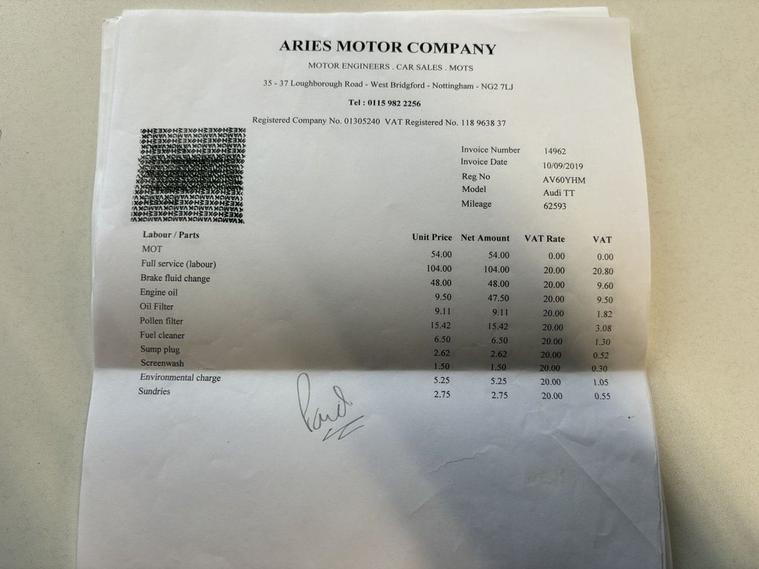 ARIES MOTOR COMPANY
MOTOR ENGINEERS . CAR SALES . MOTS
35 - 37 Loughborough Road - West Bridgford - Nottingham - NG2 7LJ
Tel : 0115 982 2256
Registered Company No. 01305240 VAT Registered No. 118 9638 37
Invoice Number 14962
Invoice Date 10/09/2019
Reg No AV60YHM
Model Audi TT
Mileage 62593
Labour / Parts Unit Price Net Amount VAT Rate VAT
MOT 54.00 54.00 0.00 0.00
Full service (labour) 104.00 104.00 20.00 20.80
Brake fluid change 48.00 48.00 20.00 9.60
Engine oil 9.50 47.50 20.00 9.50
Oil Filter 9.11 9.11 20.00 1.82
Pollen filter 15.42 15.42 20.00 3.08
Fuel cleaner 6.50 6.50 20.00 1.30
Sump plug 2.62 2.62 20.00 0.52
Screenwash 1.50 1.50 20.00 0.30
Environmental charge 5.25 5.25 20.00 1.05
Sundries 2.75 2.75 20.00 0.55
Paid